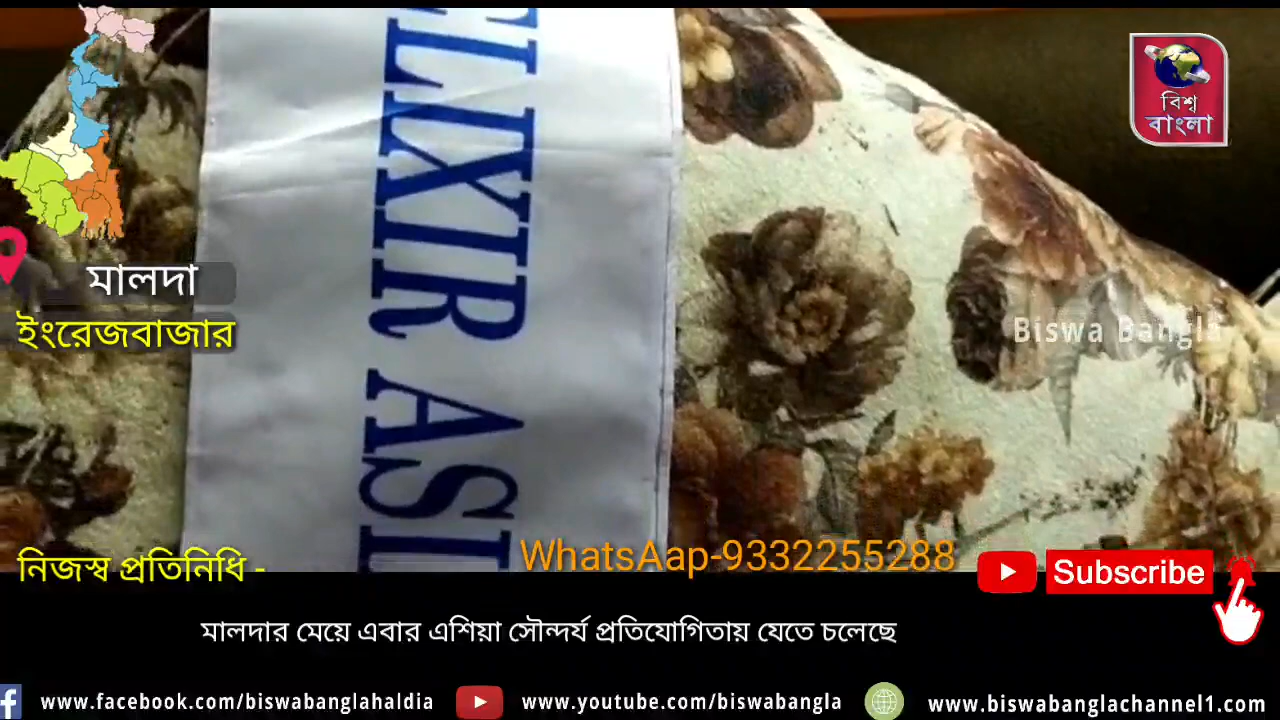 ELIXIR ASI
বিশ্ব
বাংলা
মালদা
ইংরেজবাজার
Biswa Bangla
নিজস্ব প্রতিনিধি -
WhatsAap-9332255288
Subscribe
মালদার মেয়ে এবার এশিয়া সৌন্দর্য প্রতিযোগিতায় যেতে চলেছে
www.facebook.com/biswabanglahaldia
www.youtube.com/biswabangla
www.biswabanglachannel1.com